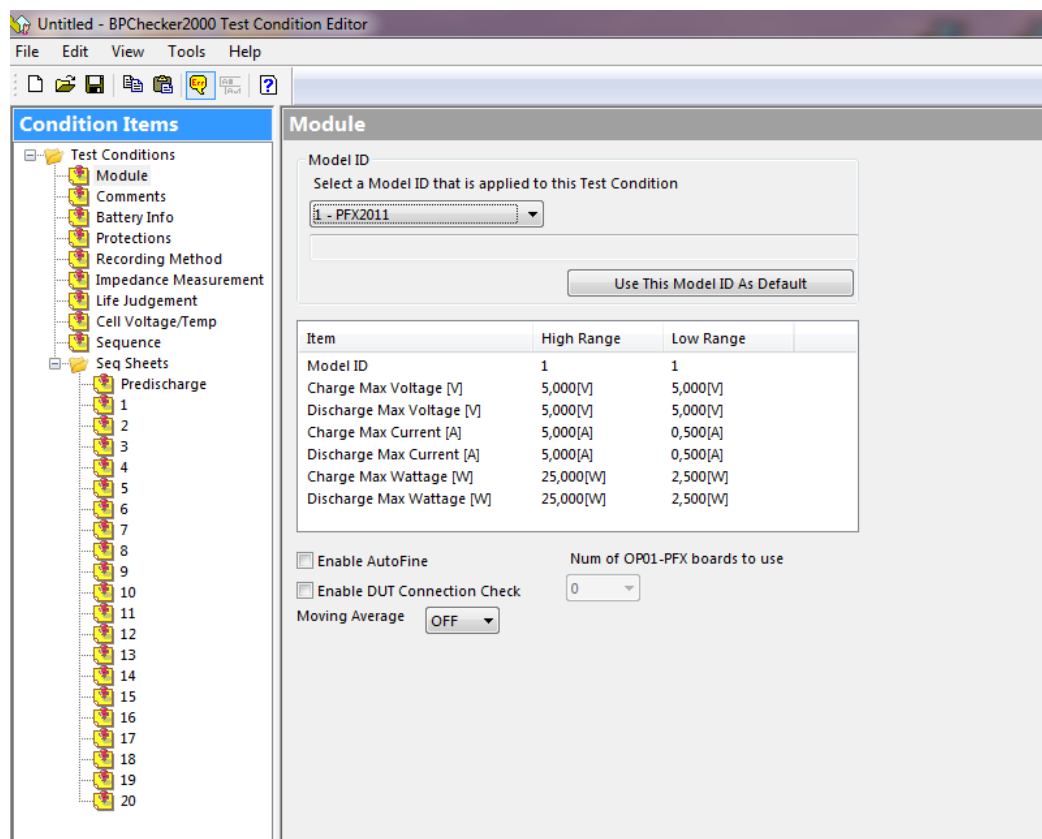 Untitled - BPChecker2000 Test Condition Editor
File Edit View Tools Help
Err
Condition Items
Module
Test Conditions
Module
Comments
Battery Info
Protections
Recording Method
Impedance Measurement
Life Judgement
Cell Voltage/Temp
Sequence
Seq Sheets
Predischarge
1
2
3
4
5
6
7
8
9
10
11
12
13
14
15
16
17
18
19
20
Model ID
Select a Model ID that is applied to this Test Condition
1 - PFX2011
Use This Model ID As Default
Item High Range Low Range
Model ID 1 1
Charge Max Voltage [V] 5,000[V] 5,000[V]
Discharge Max Voltage [V] 5,000[V] 5,000[V]
Charge Max Current [A] 5,000[A] 0,500[A]
Discharge Max Current [A] 5,000[A] 0,500[A]
Charge Max Wattage [W] 25,000[W] 2,500[W]
Discharge Max Wattage [W] 25,000[W] 2,500[W]
Enable AutoFine
Num of OP01-PFX boards to use
Enable DUT Connection Check
0
Moving Average OFF